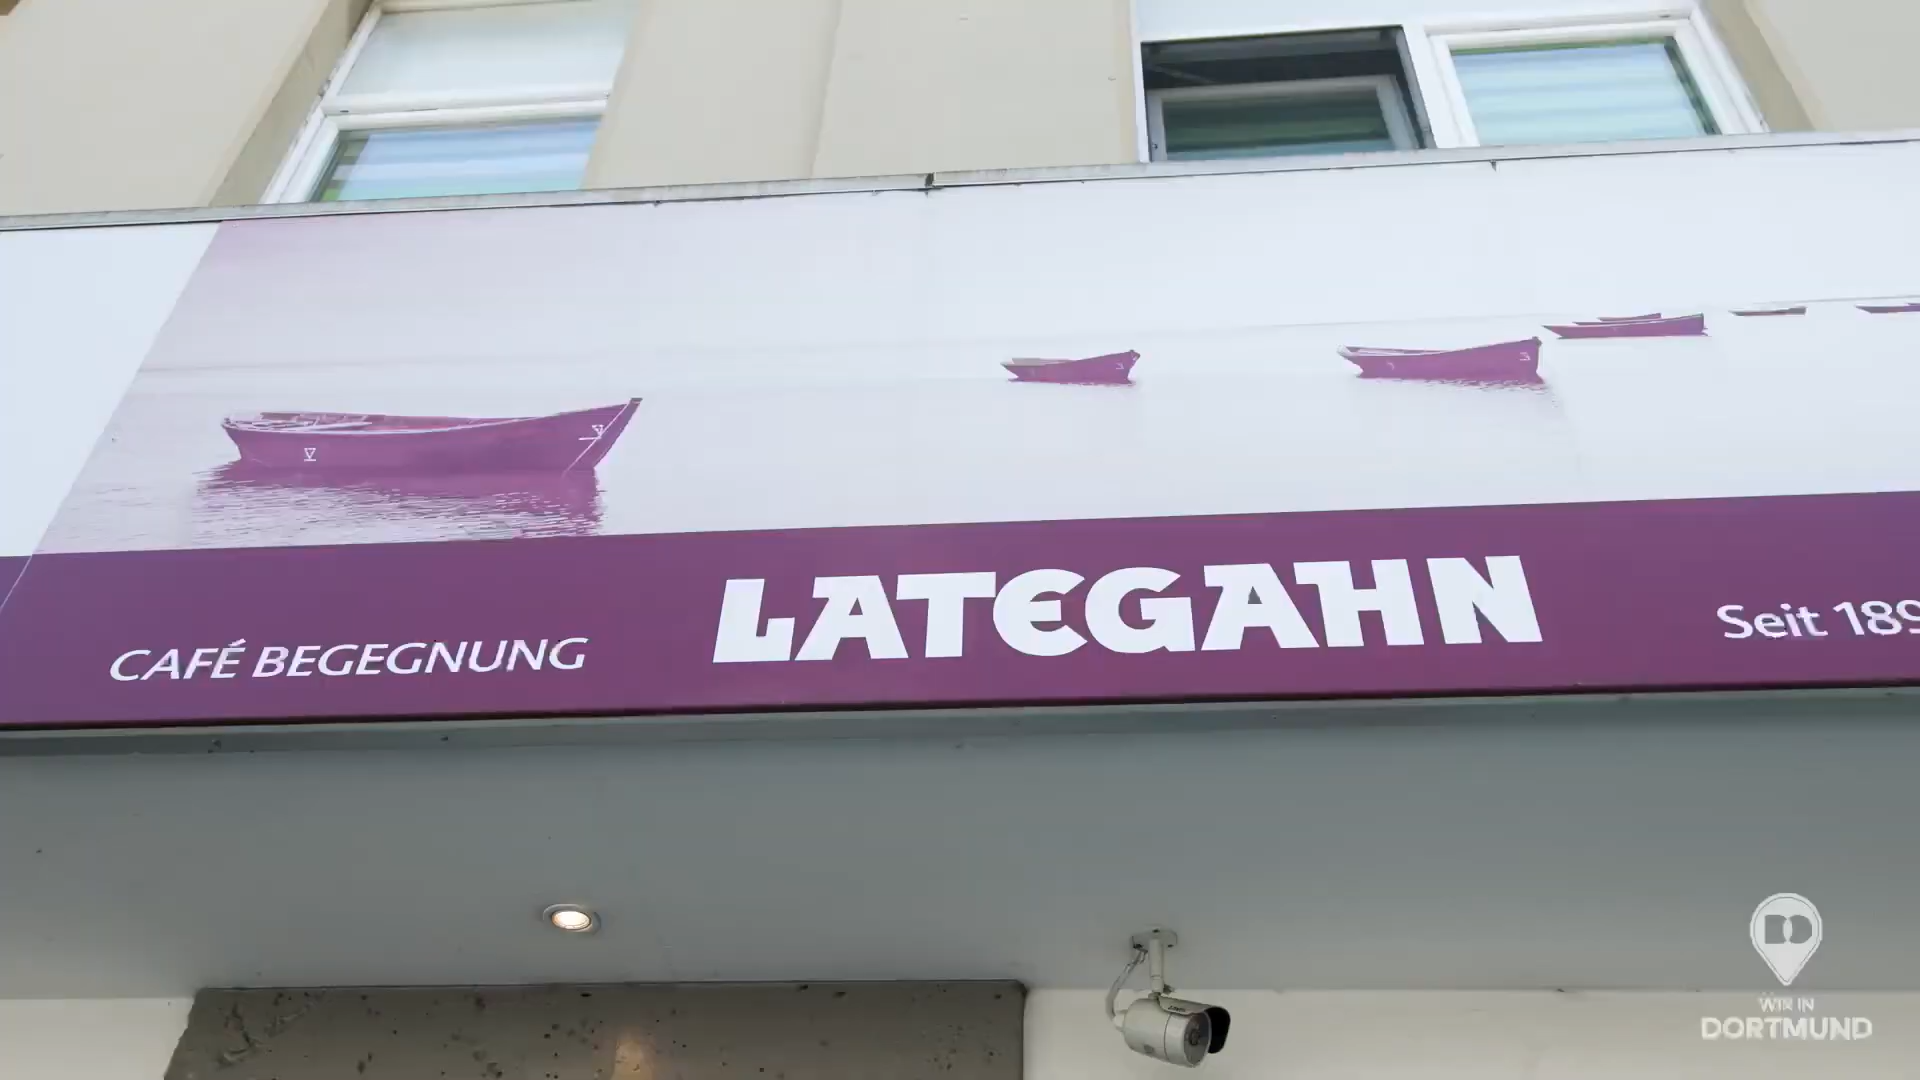 CAFÉ BEGEGNUNG
LATEGAHN
Seit 189
WIR IN
DORTMUND